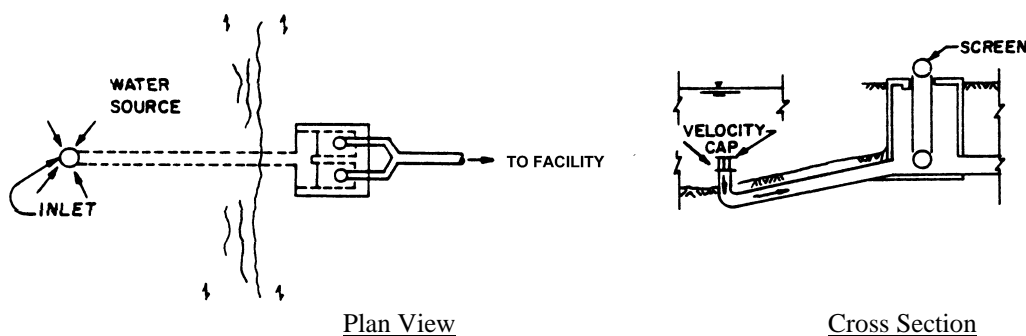 WATER
SOURCE
INLET
TO FACILITY
Plan View
SCREEN
VELOCITY
CAP
Cross Section